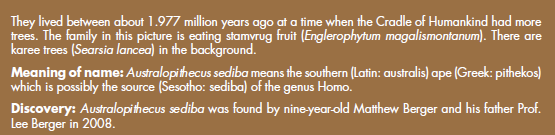 They lived between about 1.977 million years ago at a time when the Cradle of Humankind had more
trees. The family in this picture is eating stamvrug fruit (Englerophytum magalismontanum). There are
karee trees (Searsia lancea) in the background.
Meaning of name: Australopithecus sediba means the southern (Latin: australis) ape (Greek: pithekos)
which is possibly the source (Sesotho: sediba) of the genus Homo.
Discovery: Australopithecus sediba was found by nine-year-old Matthew Berger and his father Prof.
Lee Berger in 2008.